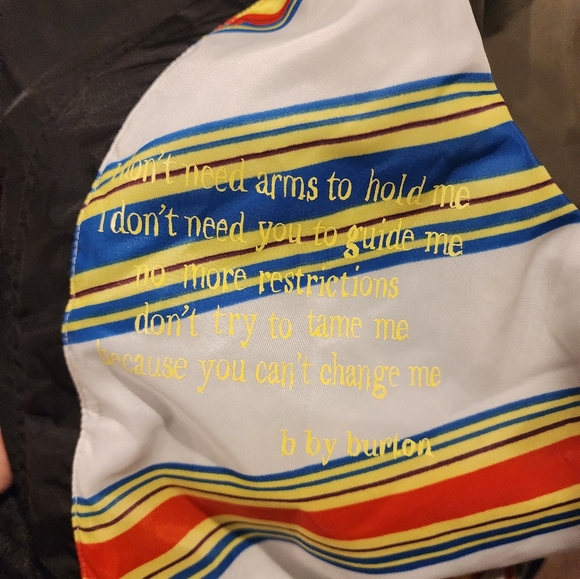 I don't need arms to hold me
I don't need you to guide me
no more restrictions
don't try to tame me
because you can't change me
b by burton